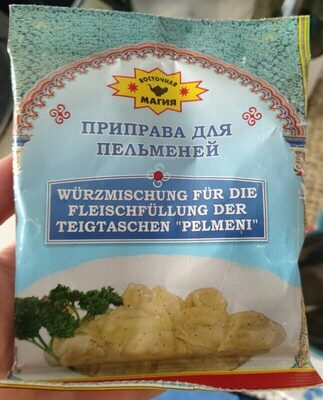 ВОСТОЧНАЯ
МАГИЯ
ПРИПРАВА ДЛЯ
ПЕЛЬМЕНЕЙ
WÜRZMISCHUNG FÜR DIE
FLEISCHFÜLLUNG DER
TEIGTASCHEN "PELMENI"